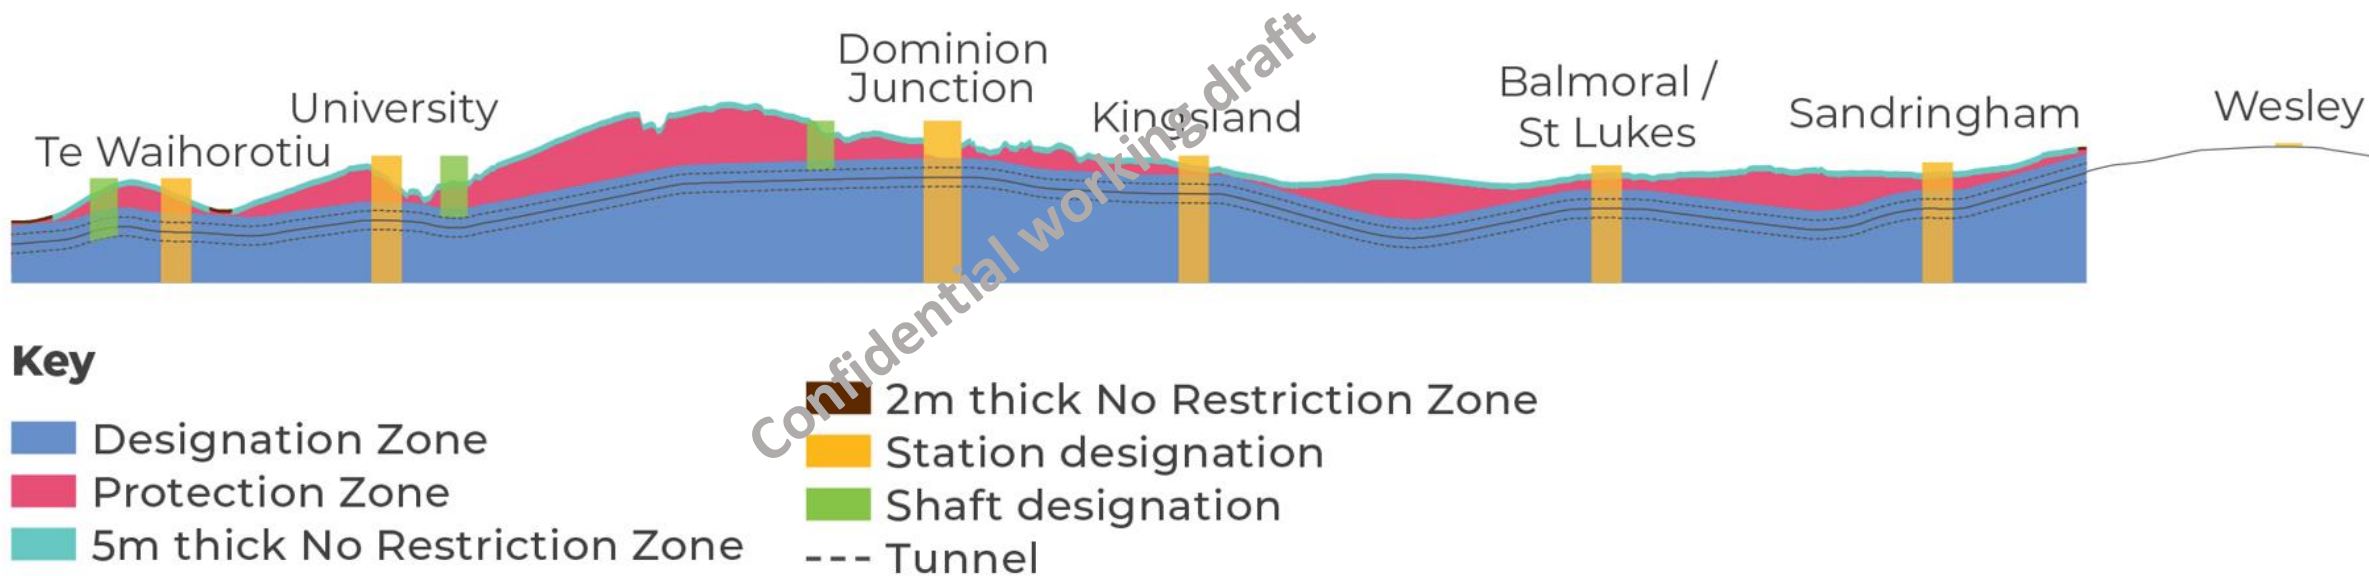 Te Waihorotiu
University
Dominion
Junction
Kingsland
Balmoral /
St Lukes
Sandringham
Wesley
Confidential working draft
Key
Designation Zone
Protection Zone
5m thick No Restriction Zone
2m thick No Restriction Zone
Station designation
Shaft designation
Tunnel